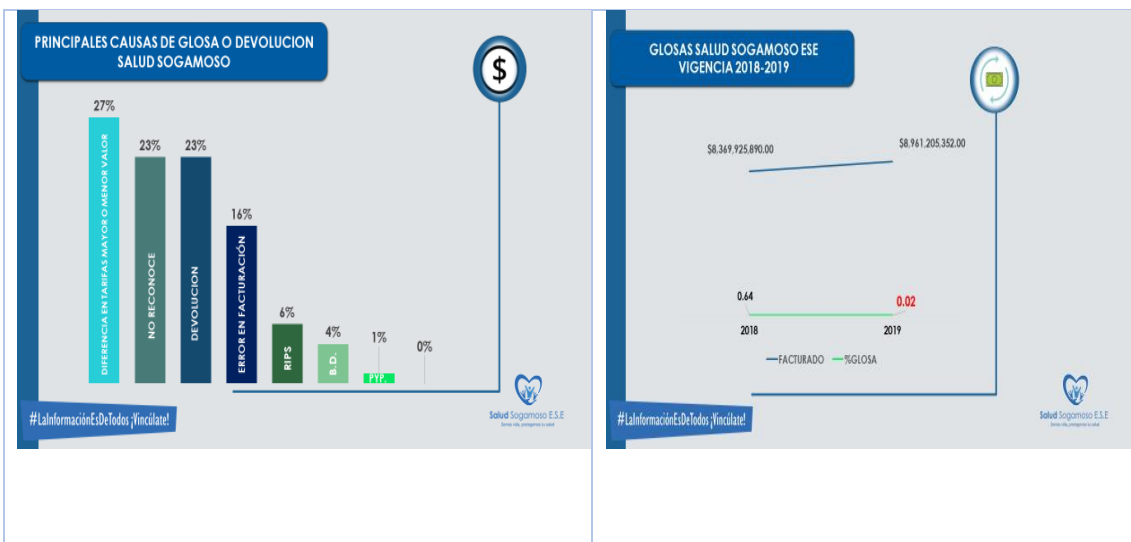 PRINCIPALES CAUSAS DE GLOSA O DEVOLUCION
SALUD SOGAMOSO
$
27%
23%
23%
16%
6%
4%
1%
0%
DIFERENCIA EN TARIFAS MAYOR O MENOR VALOR
NO RECONOCE
DEVOLUCION
ERROR EN FACTURACIÓN
RIPS
B.D.
PYP.
#LaInformaciónEsDeTodos ¡Vincúlate!
Salud Sogamoso E.S.E
GLOSAS SALUD SOGAMOSO ESE
VIGENCIA 2018-2019
$8,369,925,890.00
$8,961,205,352.00
0.64
0.02
2018
2019
FACTURADO
%GLOSA
#LaInformaciónEsDeTodos ¡Vincúlate!
Salud Sogamoso E.S.E